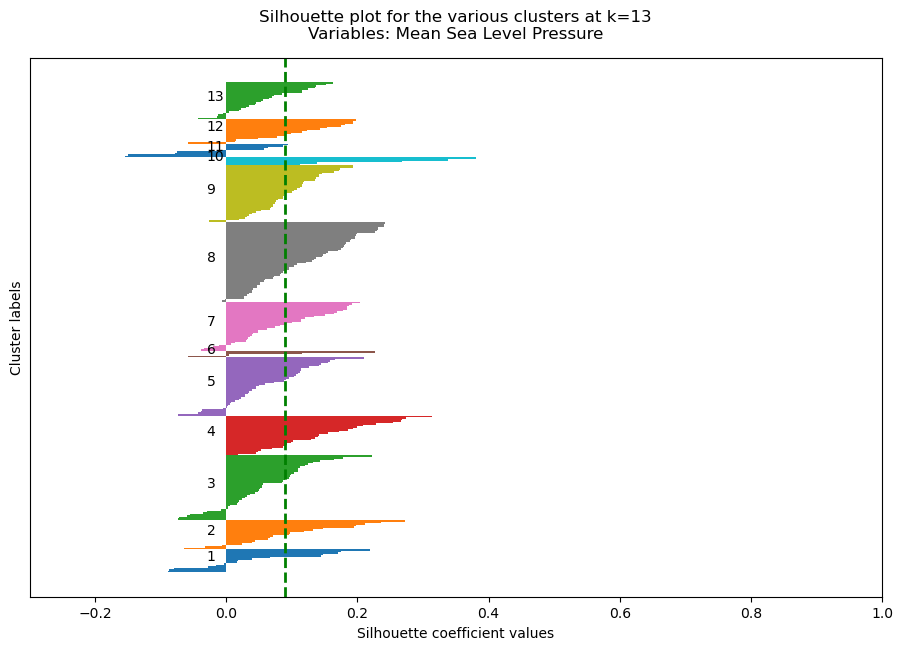 Silhouette plot for the various clusters at k=13
Variables: Mean Sea Level Pressure
13
12
11
10
9
8
7
6
5
4
3
2
1
Cluster labels
−0.2 0.0 0.2 0.4 0.6 0.8 1.0
Silhouette coefficient values